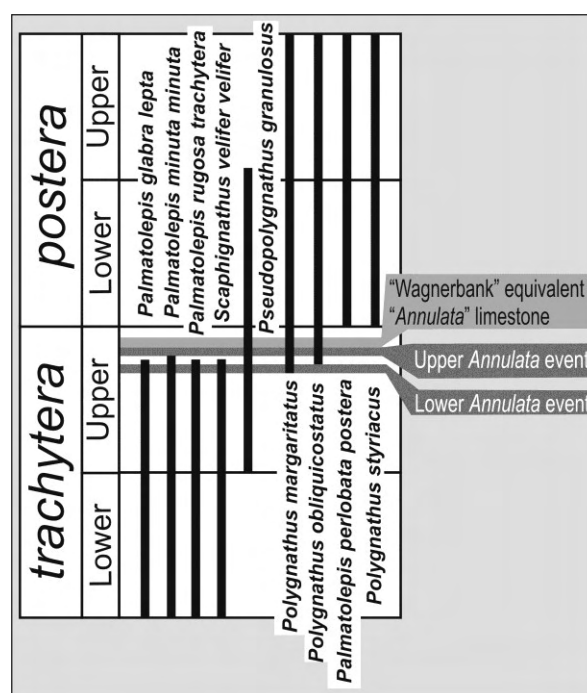 postera
Upper
Lower
trachytera
Upper
Lower
Palmatolepis glabra lepta
Palmatolepis minuta minuta
Palmatolepis rugosa trachytera
Scaphignathus velifer velifer
Pseudopolygnathus granulosus
Polygnathus margaritatus
Polygnathus obliquicostatus
Palmatolepis perlobata postera
Polygnathus styriacus
"Wagnerbank" equivalent
"Annulata" limestone
Upper Annulata event
Lower Annulata event